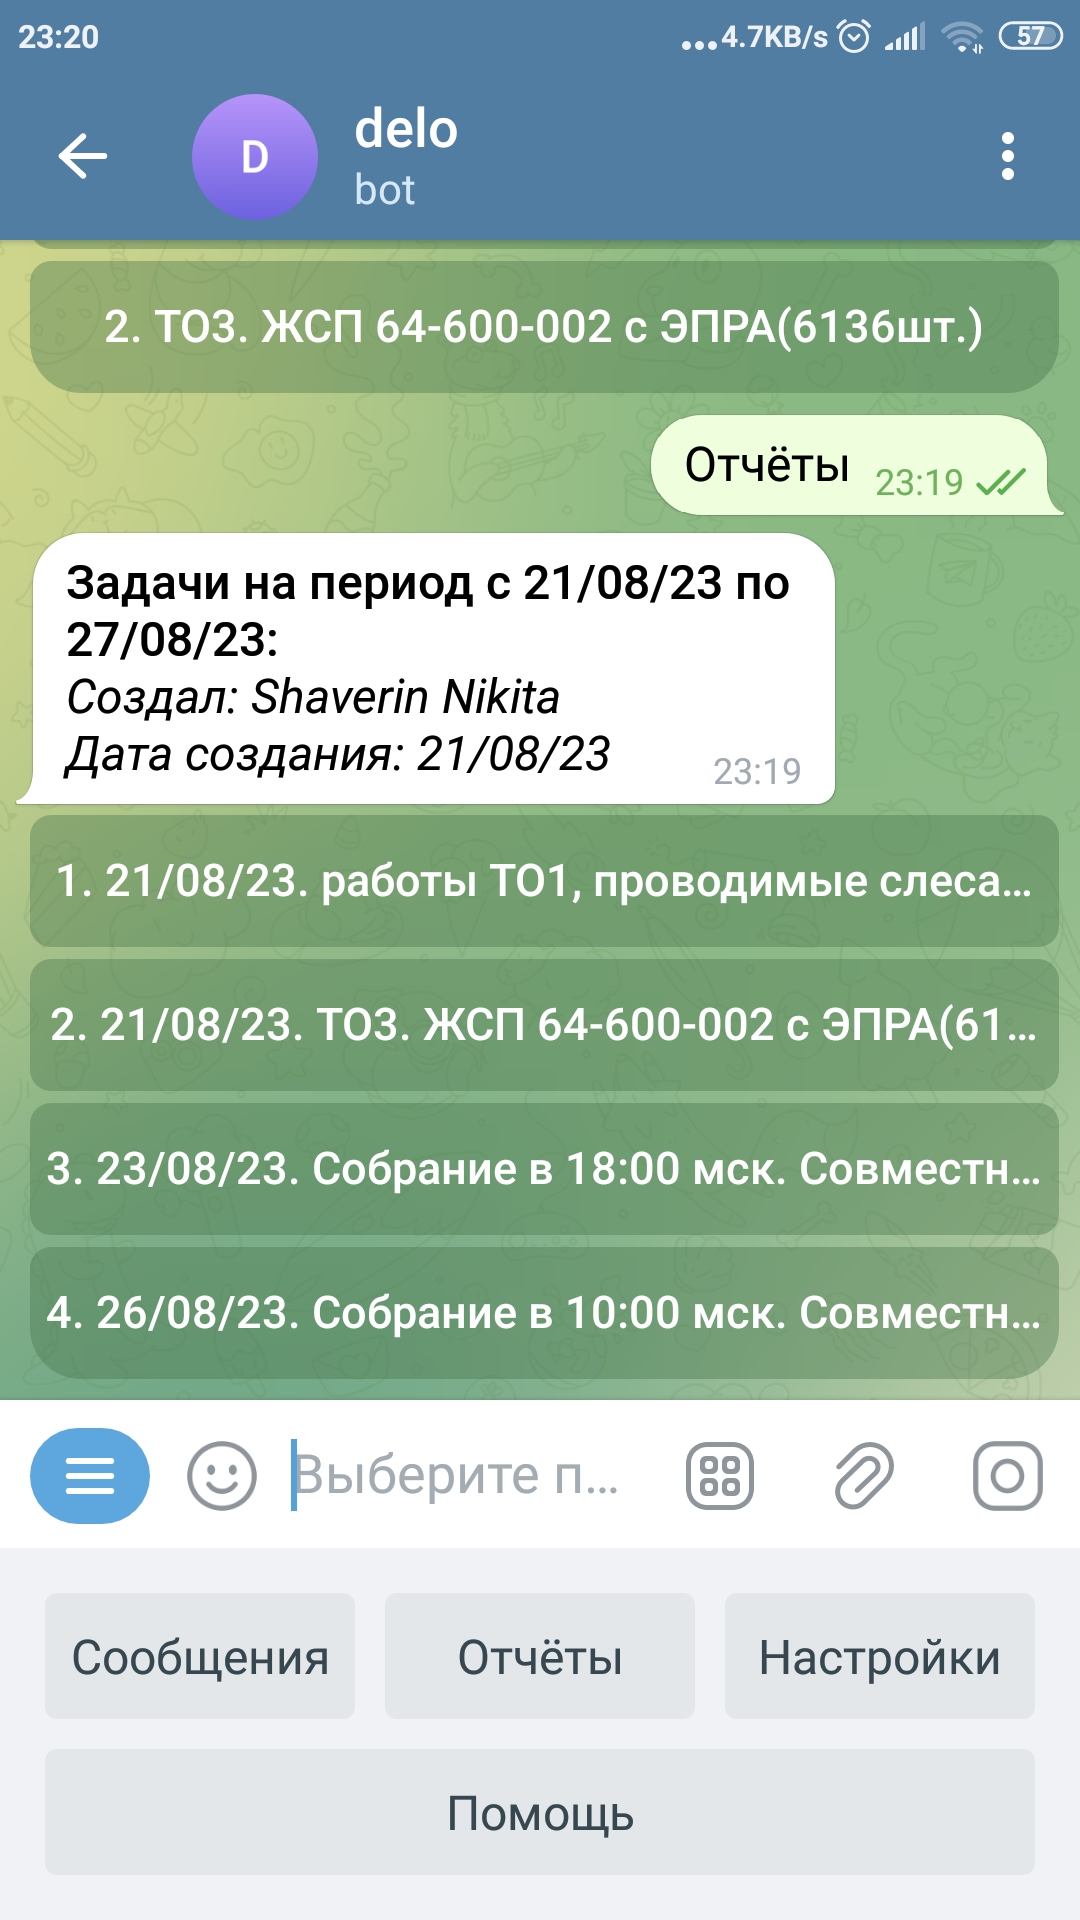 23:20
...4.7KB/s
57
D
delo
bot
2. ТО3. ЖСП 64-600-002 с ЭПРА(6136шт.)
Отчёты 23:19
Задачи на период с 21/08/23 по
27/08/23:
Создал: Shaverin Nikita
Дата создания: 21/08/23
23:19
1. 21/08/23. работы ТО1, проводимые слеса...
2. 21/08/23. ТО3. ЖСП 64-600-002 с ЭПРА(61...
3. 23/08/23. Собрание в 18:00 мск. Совместн...
4. 26/08/23. Собрание в 10:00 мск. Совместн...
Выберите п...
Сообщения
Отчёты
Настройки
Помощь